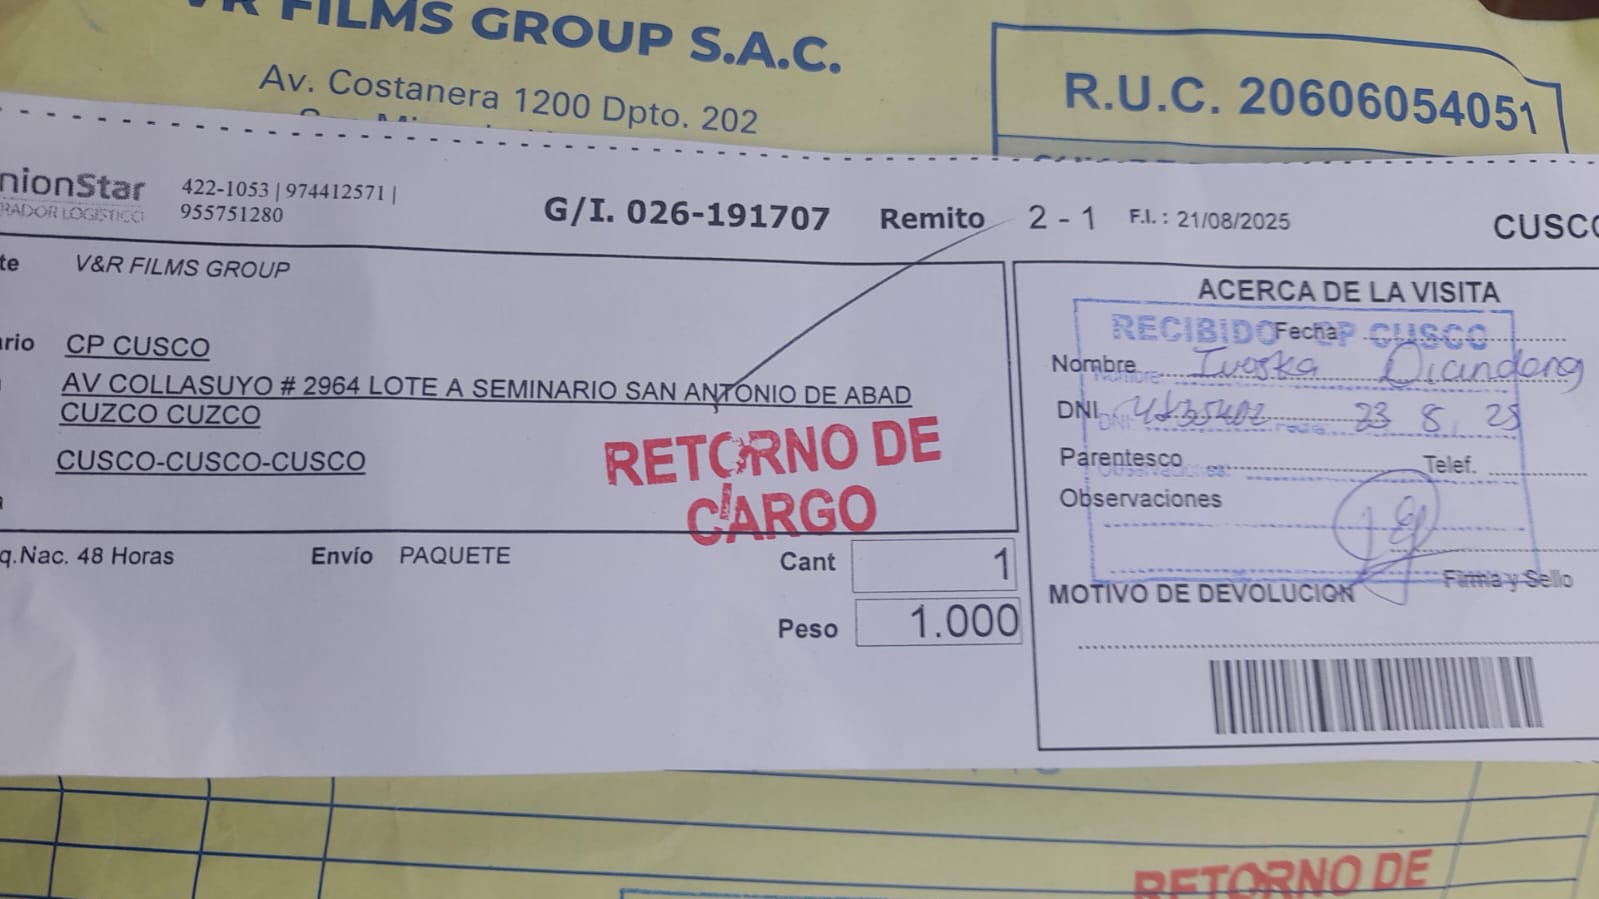 V&R FILMS GROUP S.A.C.
Av. Costanera 1200 Dpto. 202
R.U.C. 20606054051
nionStar
RADOR LOGISTICO
422-1053 | 974412571 |
955751280
G/I. 026-191707 Remito 2 - 1 F.I. : 21/08/2025
CUSCO
te V&R FILMS GROUP
ario CP CUSCO
AV COLLASUYO # 2964 LOTE A SEMINARIO SAN ANTONIO DE ABAD
CUZCO CUZCO
CUSCO-CUSCO-CUSCO
RETORNO DE
CARGO
q.Nac. 48 Horas Envío PAQUETE
Cant 1
Peso 1.000
ACERCA DE LA VISITA
RECIBIDO CP CUSCO
Fecha
Nombre
DNI 23 8, 25
Parentesco Telef.
Observaciones
Firma y Sello
MOTIVO DE DEVOLUCION
RETORNO DE